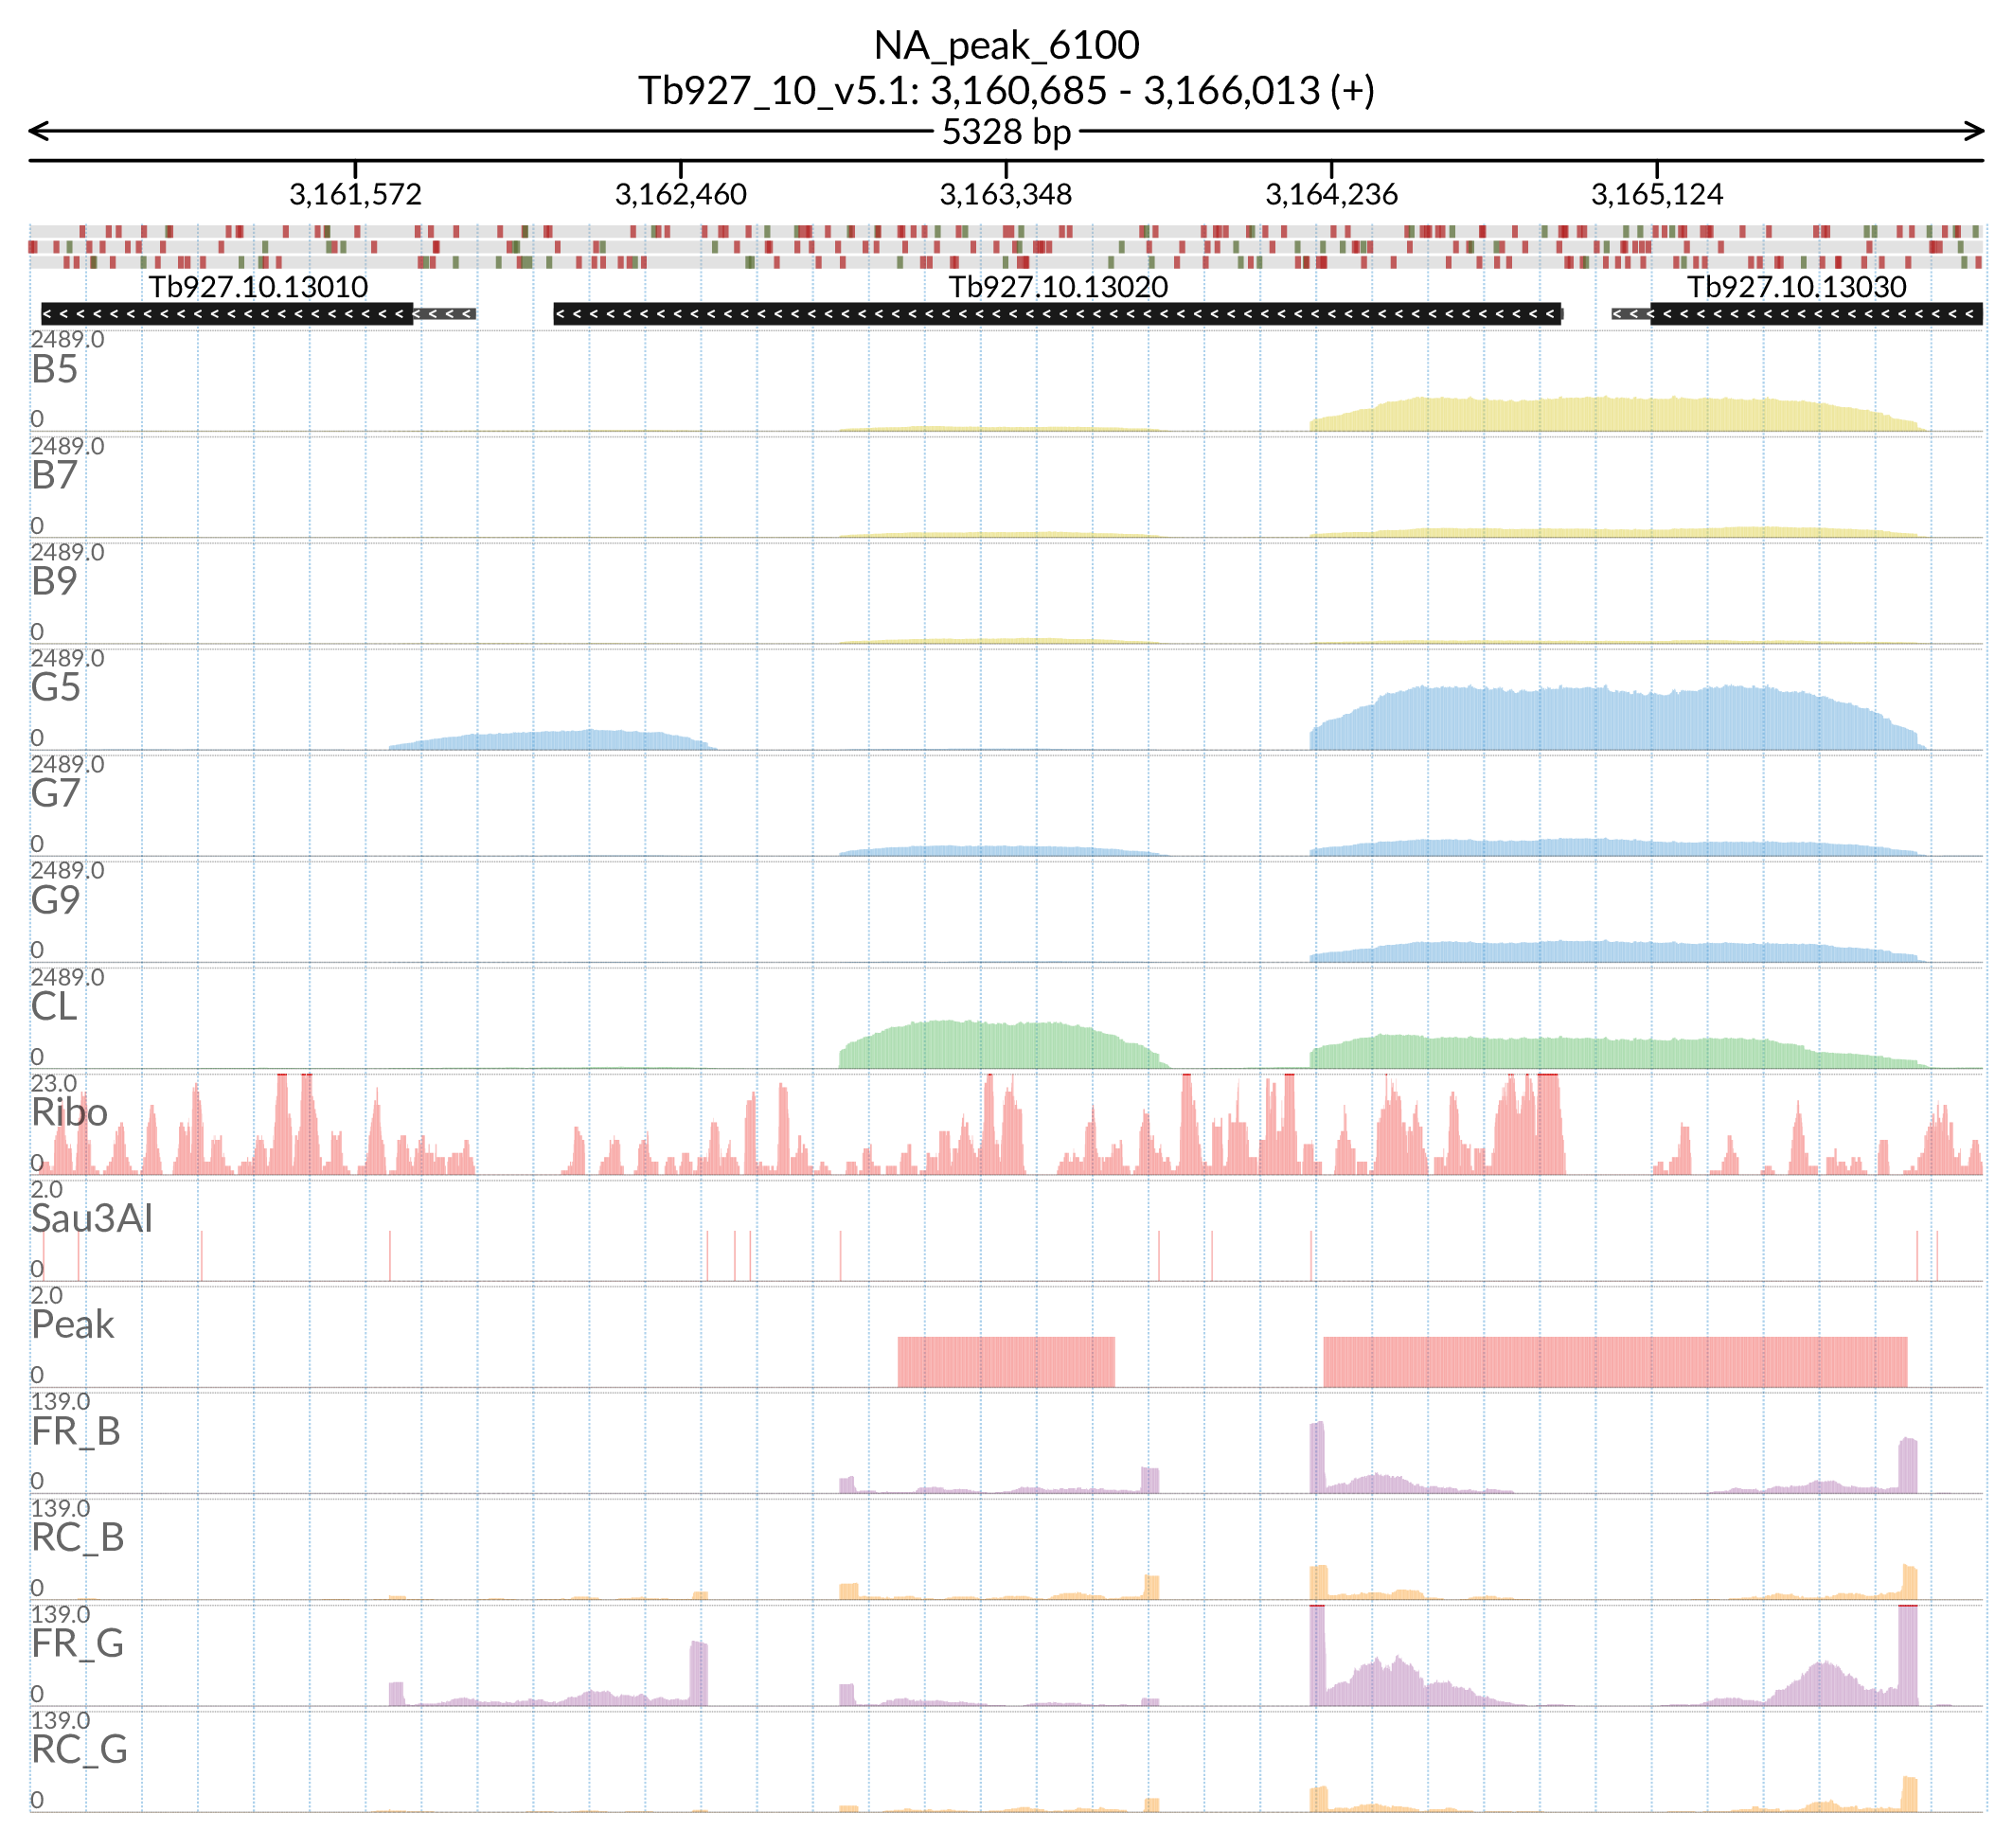 NA_peak_6100
Tb927_10_v5.1: 3,160,685 - 3,166,013 (+)
5328 bp
3,161,572 3,162,460 3,163,348 3,164,236 3,165,124
Tb927.10.13010 Tb927.10.13020 Tb927.10.13030
2489.0
B5
0
2489.0
B7
0
2489.0
B9
0
2489.0
G5
0
2489.0
G7
0
2489.0
G9
0
2489.0
CL
0
23.0
Ribo
0
2.0
Sau3AI
0
2.0
Peak
0
139.0
FR_B
0
139.0
RC_B
0
139.0
FR_G
0
139.0
RC_G
0